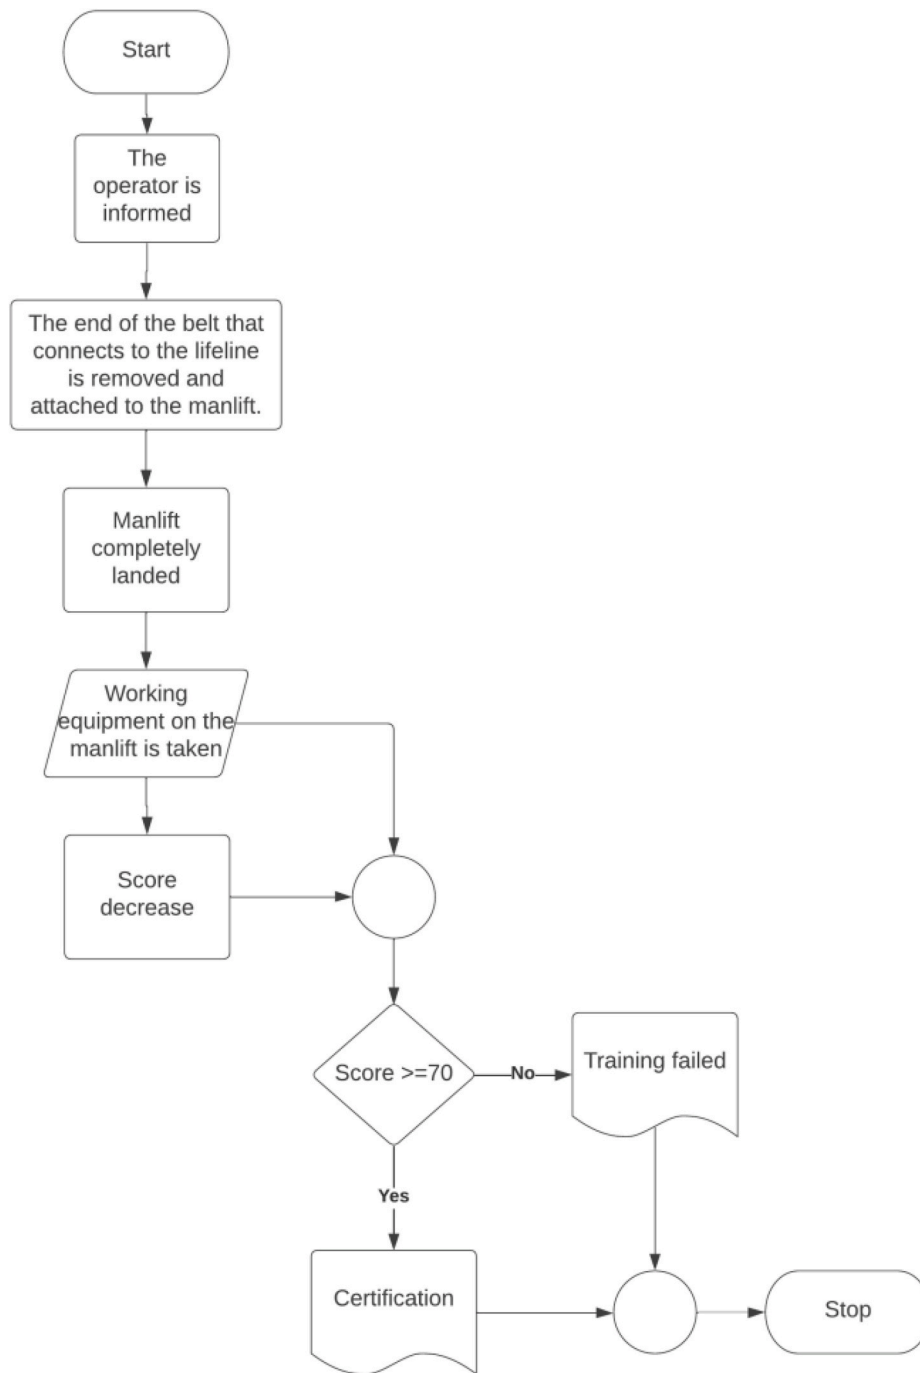 Start
The
operator is
informed
The end of the belt that
connects to the lifeline
is removed and
attached to the manlift.
Manlift
completely
landed
Working
equipment on the
manlift is taken
Score
decrease
Score >=70
No
Training failed
Yes
Certification
Stop